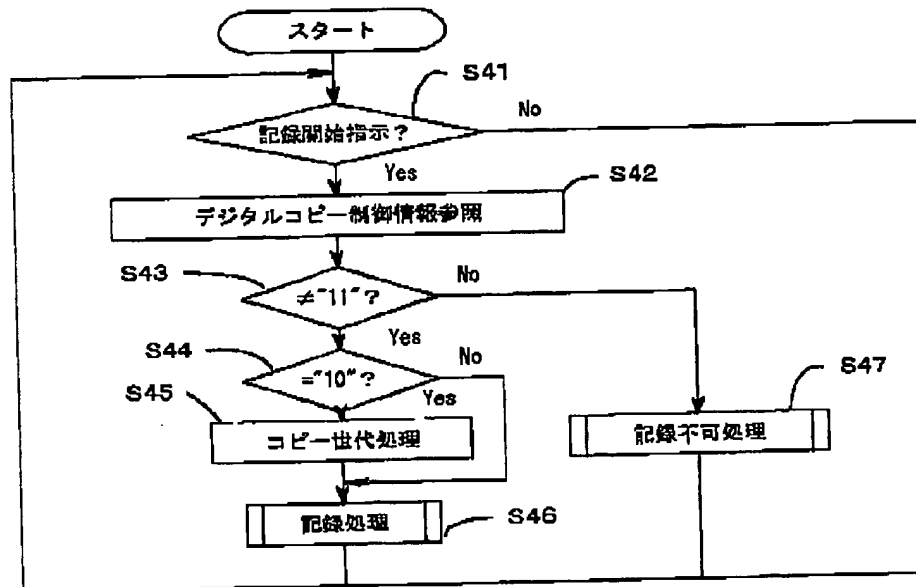 スタート
S41
No
記録開始指示?
Yes
S42
デジタルコピー制御情報参照
S43
No
≠"11"?
Yes
S44
No
="10"?
S45
Yes
S47
コピー世代処理
記録不可処理
記録処理
S46